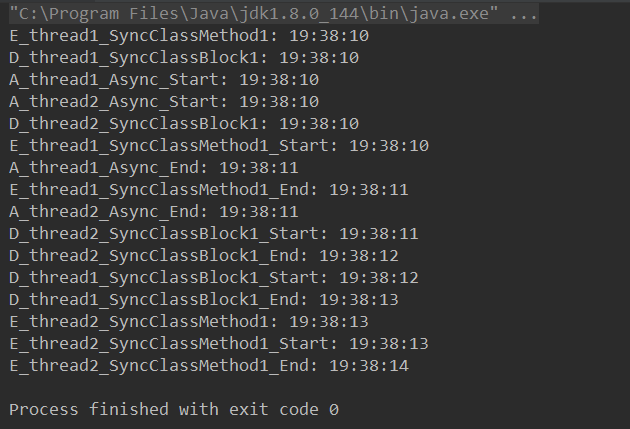 "C:\Program Files\Java\jdk1.8.0_144\bin\java.exe" ...
E_thread1_SyncClassMethod1: 19:38:10
D_thread1_SyncClassBlock1: 19:38:10
A_thread1_Async_Start: 19:38:10
A_thread2_Async_Start: 19:38:10
D_thread2_SyncClassBlock1: 19:38:10
E_thread1_SyncClassMethod1_Start: 19:38:10
A_thread1_Async_End: 19:38:11
E_thread1_SyncClassMethod1_End: 19:38:11
A_thread2_Async_End: 19:38:11
D_thread2_SyncClassBlock1_Start: 19:38:11
D_thread2_SyncClassBlock1_End: 19:38:12
D_thread1_SyncClassBlock1_Start: 19:38:12
D_thread1_SyncClassBlock1_End: 19:38:13
E_thread2_SyncClassMethod1: 19:38:13
E_thread2_SyncClassMethod1_Start: 19:38:13
E_thread2_SyncClassMethod1_End: 19:38:14
Process finished with exit code 0